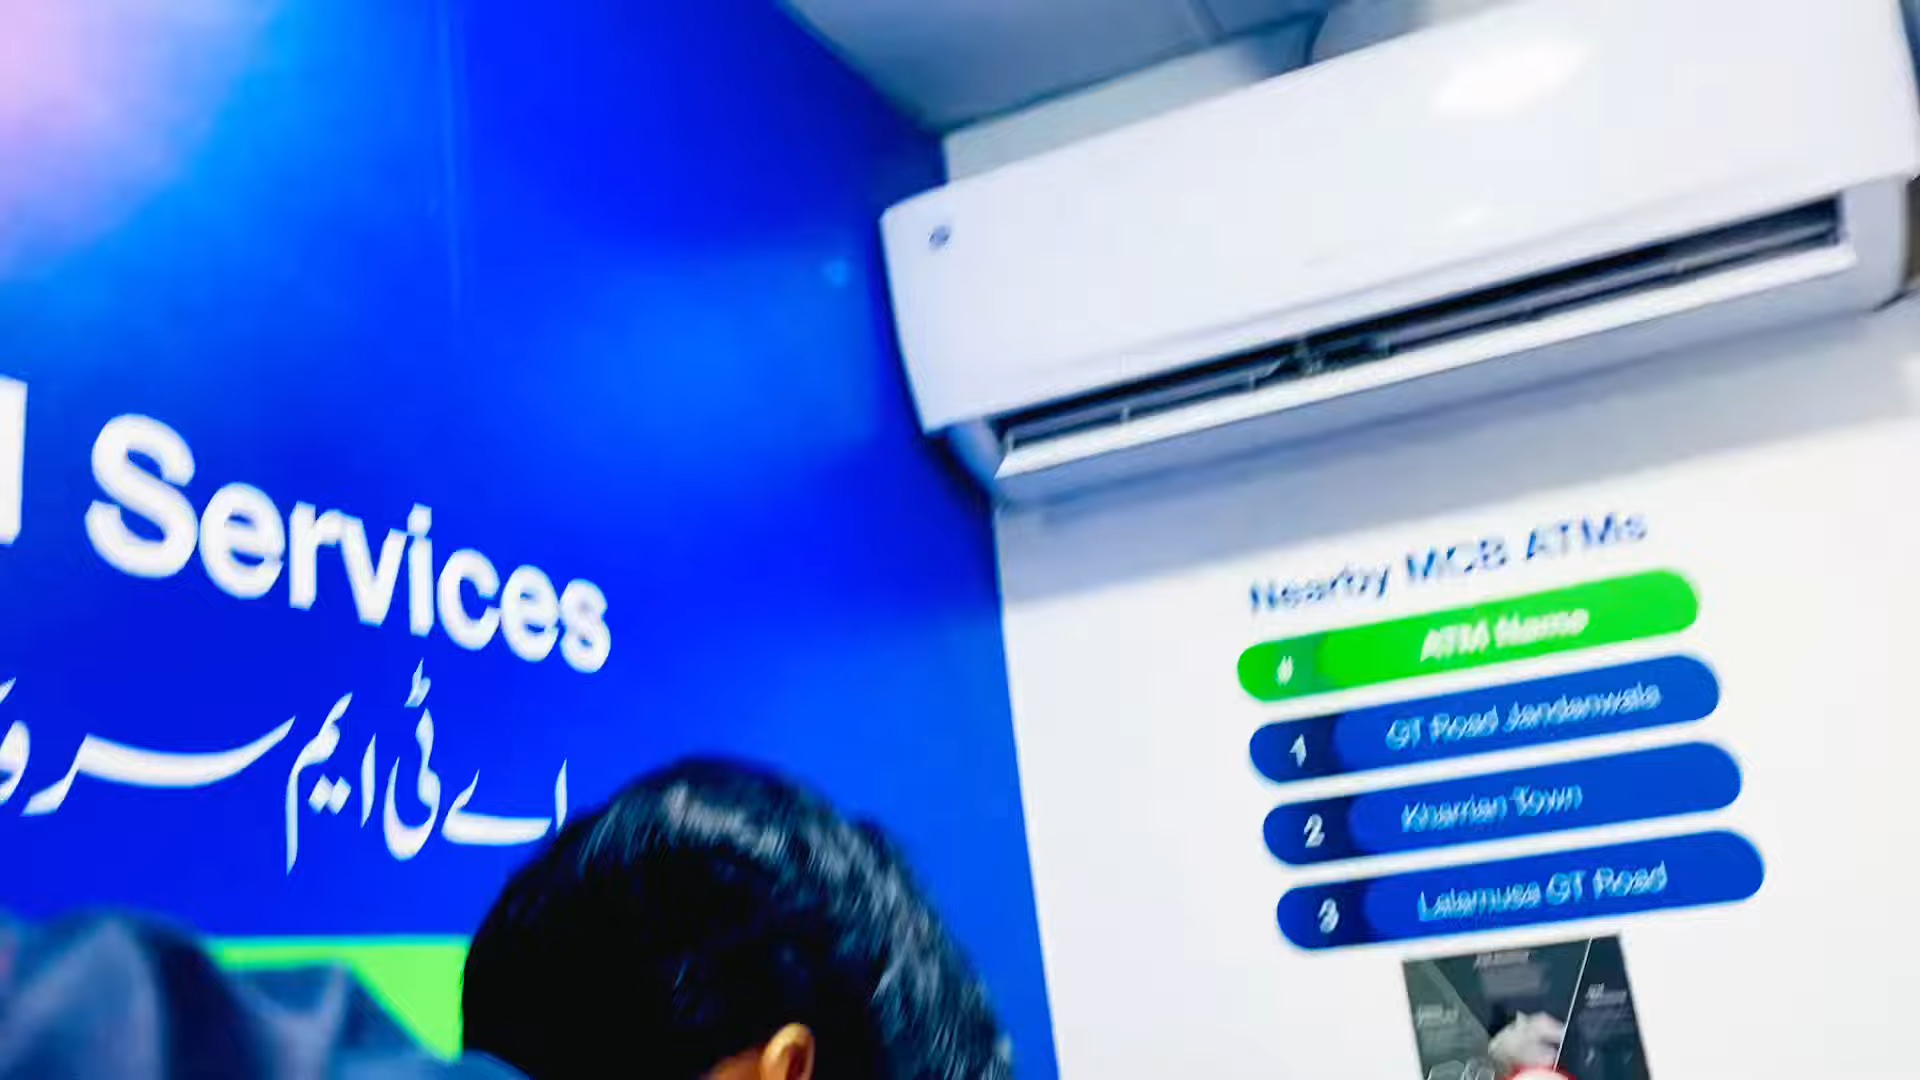 Services
اے ٹی ایم سرو
Nearby MCB ATMs
# ATM Name
1 GT Road Jandanwala
2 Kharrian Town
3 Lalamusa GT Road